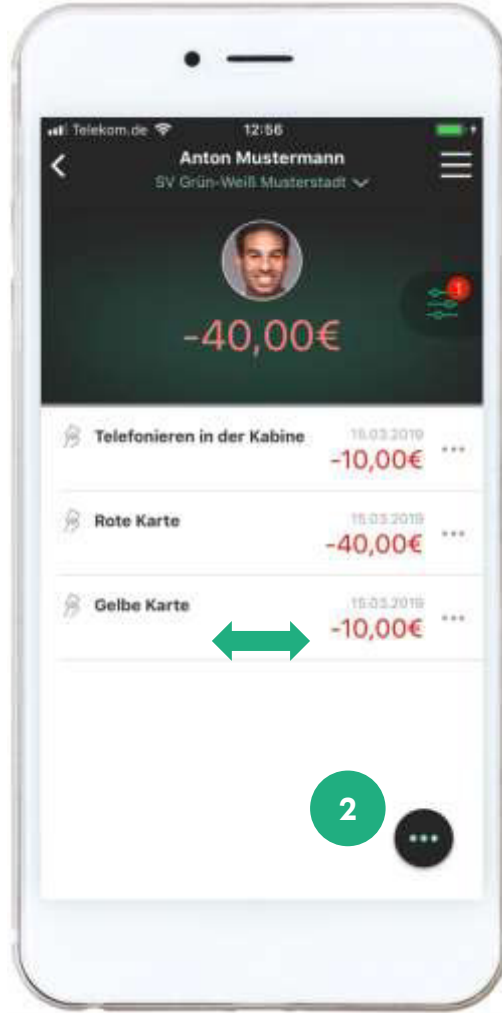 Telekom.de 12:56
Anton Mustermann
SV Grün-Weiß Musterstadt
-40,00€
Telefonieren in der Kabine 15.03.2019
-10,00€
Rote Karte 15.03.2019
-40,00€
Gelbe Karte 15.03.2019
-10,00€
2